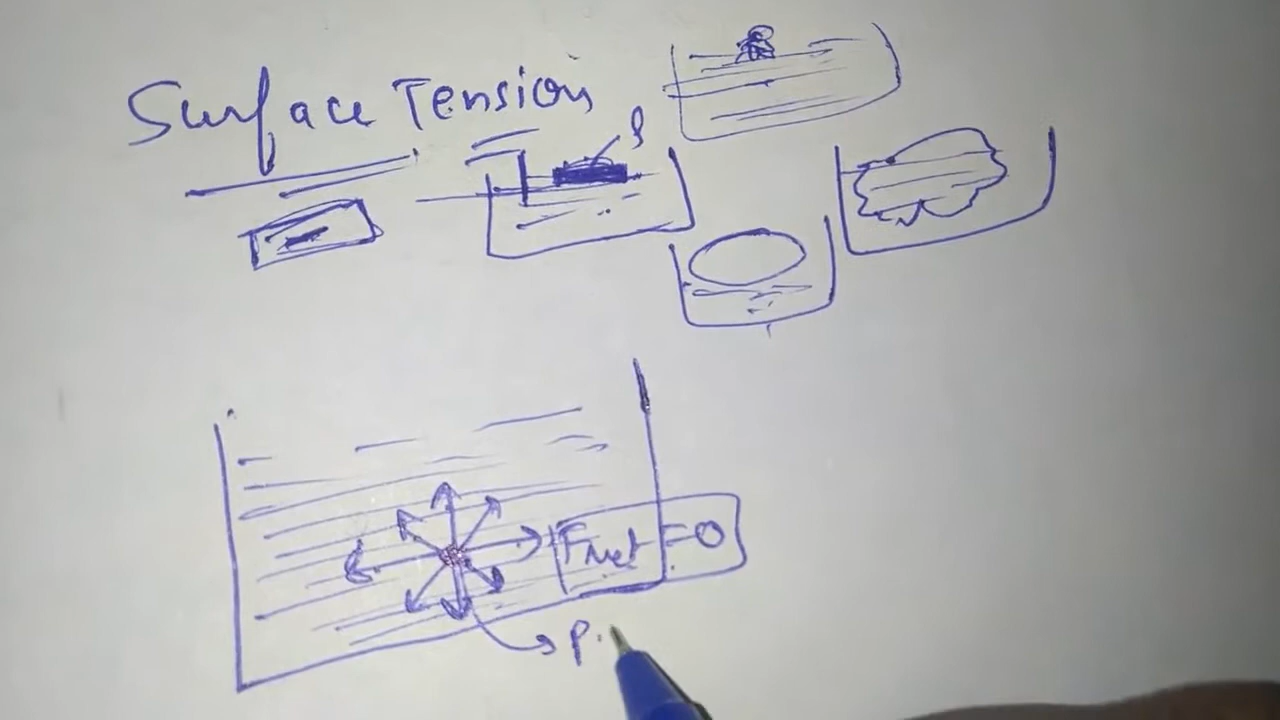 Surface Tension
Fnet = 0
P.